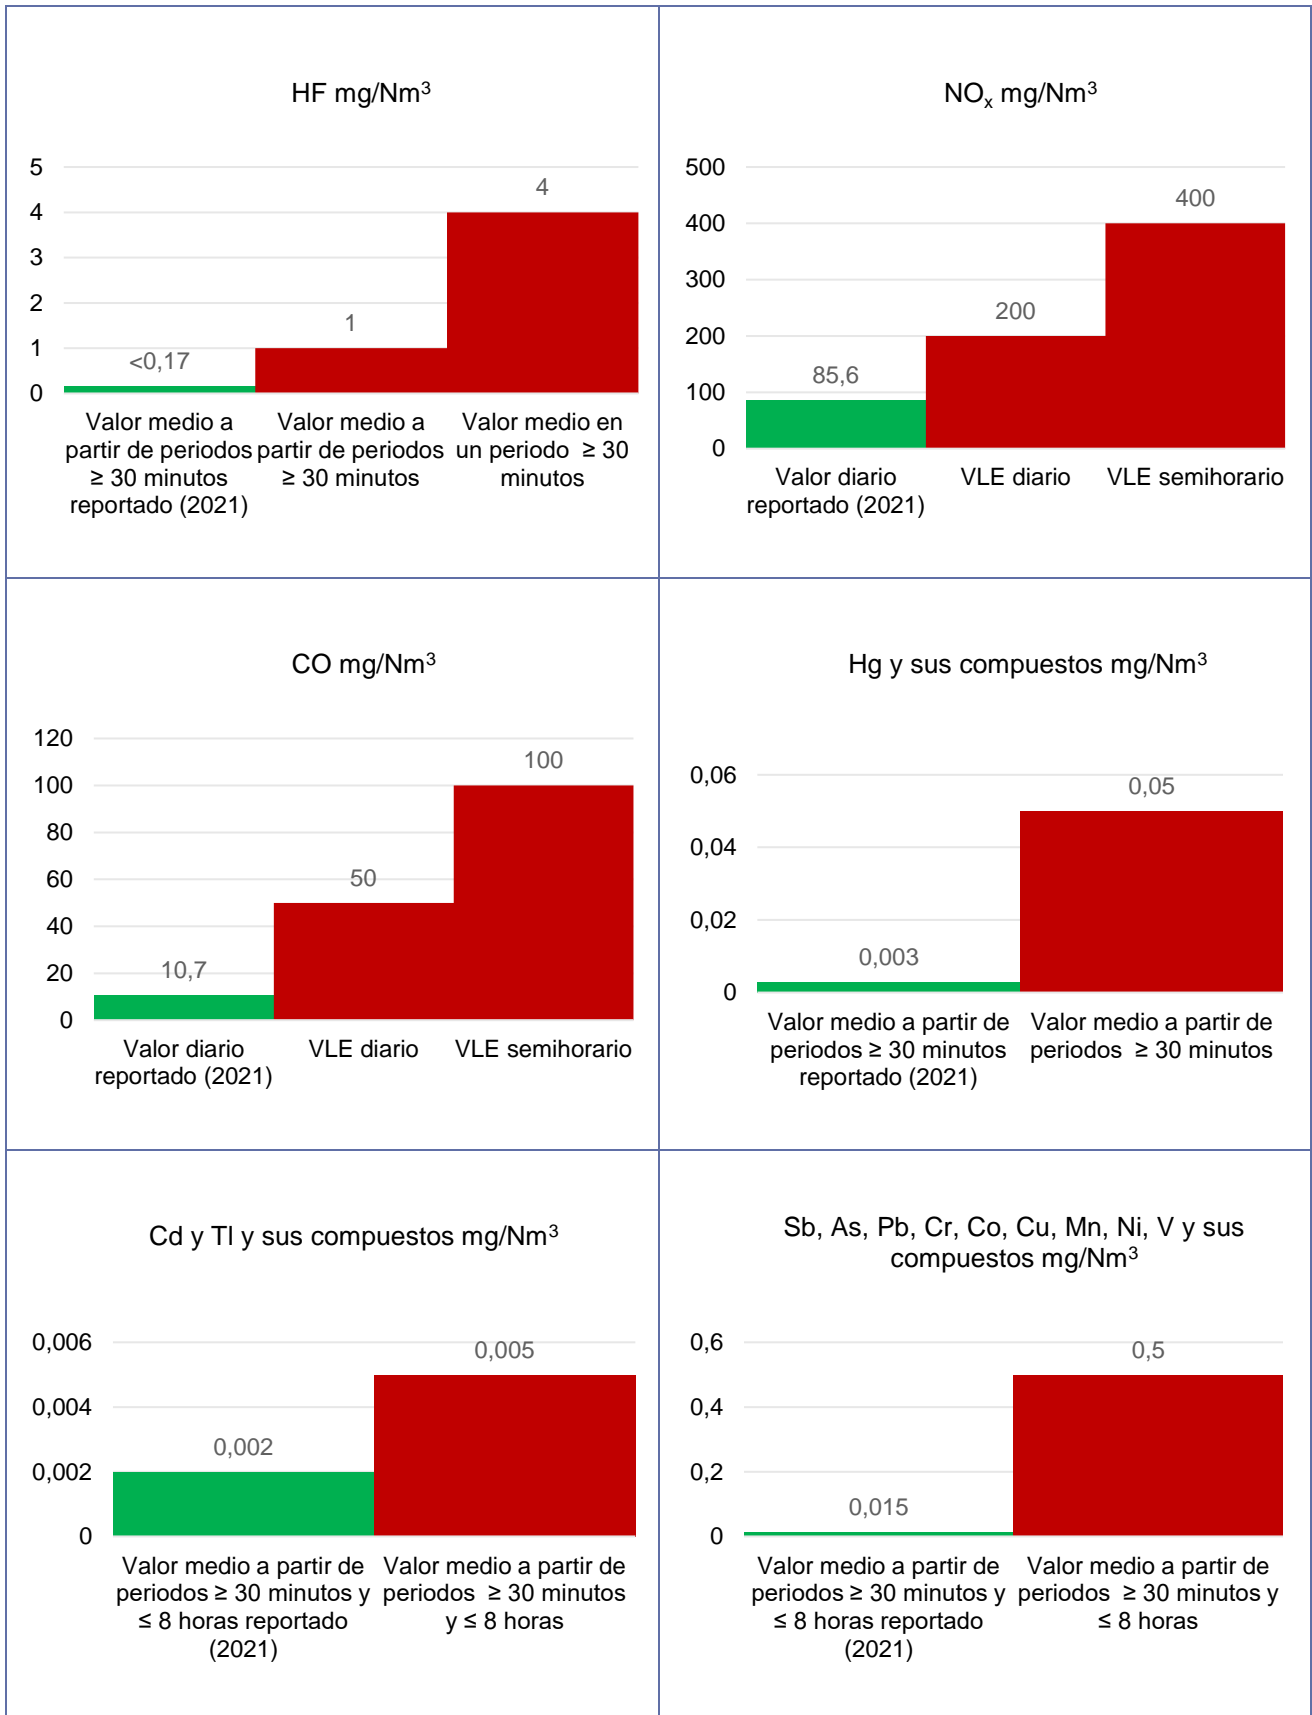 HF mg/Nm³
5
4
3
2
1
0
<0,17
1
4
Valor medio a
partir de periodos
≥ 30 minutos
reportado (2021)
Valor medio a
partir de periodos
≥ 30 minutos
Valor medio en
un periodo ≥ 30
minutos
NOₓ mg/Nm³
500
400
300
200
100
0
85,6
200
400
Valor diario
reportado (2021)
VLE diario
VLE semihorario
CO mg/Nm³
120
100
80
60
40
20
0
10,7
50
100
Valor diario
reportado (2021)
VLE diario
VLE semihorario
Hg y sus compuestos mg/Nm³
0,06
0,04
0,02
0
0,003
0,05
Valor medio a partir de
periodos ≥ 30 minutos
reportado (2021)
Valor medio a partir de
periodos ≥ 30 minutos
Cd y Tl y sus compuestos mg/Nm³
0,006
0,004
0,002
0
0,002
0,005
Valor medio a partir de
periodos ≥ 30 minutos y
≤ 8 horas reportado
(2021)
Valor medio a partir de
periodos ≥ 30 minutos
y ≤ 8 horas
Sb, As, Pb, Cr, Co, Cu, Mn, Ni, V y sus
compuestos mg/Nm³
0,6
0,4
0,2
0
0,015
0,5
Valor medio a partir de
periodos ≥ 30 minutos y
≤ 8 horas reportado
(2021)
Valor medio a partir de
periodos ≥ 30 minutos y
≤ 8 horas